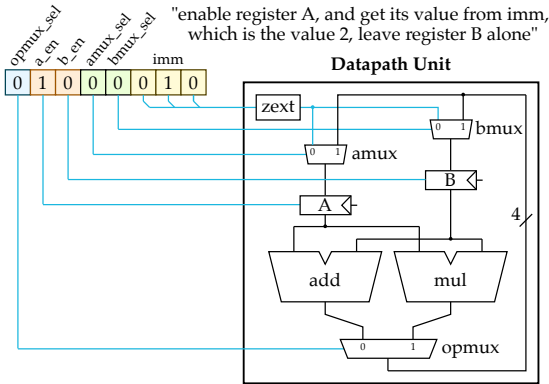 "enable register A, and get its value from imm,
which is the value 2, leave register B alone"
opmux_sel
a_en
b_en
amux_sel
bmux_sel
imm
0 1 0 0 0 0 1 0
Datapath Unit
zext
0 1 bmux
0 1 amux
B
A
4
add mul
0 1 opmux